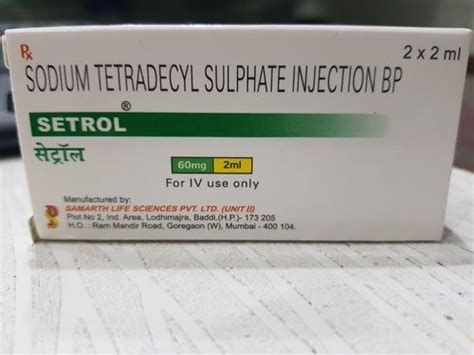 Rx 2 x 2 ml
SODIUM TETRADECYL SULPHATE INJECTION BP
SETROL®
सेट्रॉल
60mg 2ml
For IV use only
Manufactured by:
SAMARTH LIFE SCIENCES PVT. LTD. (UNIT II)
Plot No 2, Ind. Area, Lodhimajra, Baddi.(H.P.)- 173 205
H.O. : Ram Mandir Road, Goregaon (W), Mumbai - 400 104.